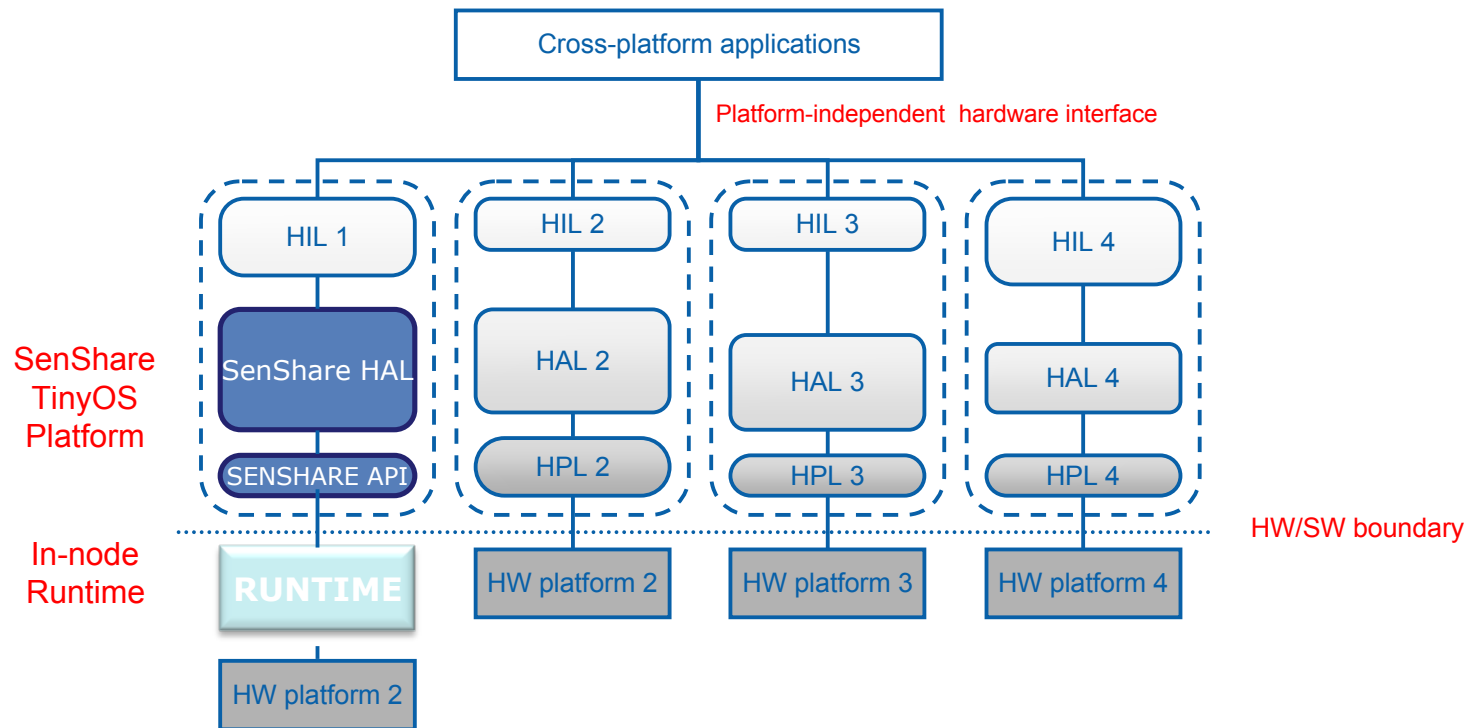 Cross-platform applications
Platform-independent hardware interface
HIL 1
HIL 2
HIL 3
HIL 4
SenShare
TinyOS
Platform
SenShare HAL
HAL 2
HAL 3
HAL 4
SENSHARE API
HPL 2
HPL 3
HPL 4
HW/SW boundary
In-node
Runtime
RUNTIME
HW platform 2
HW platform 3
HW platform 4
HW platform 2